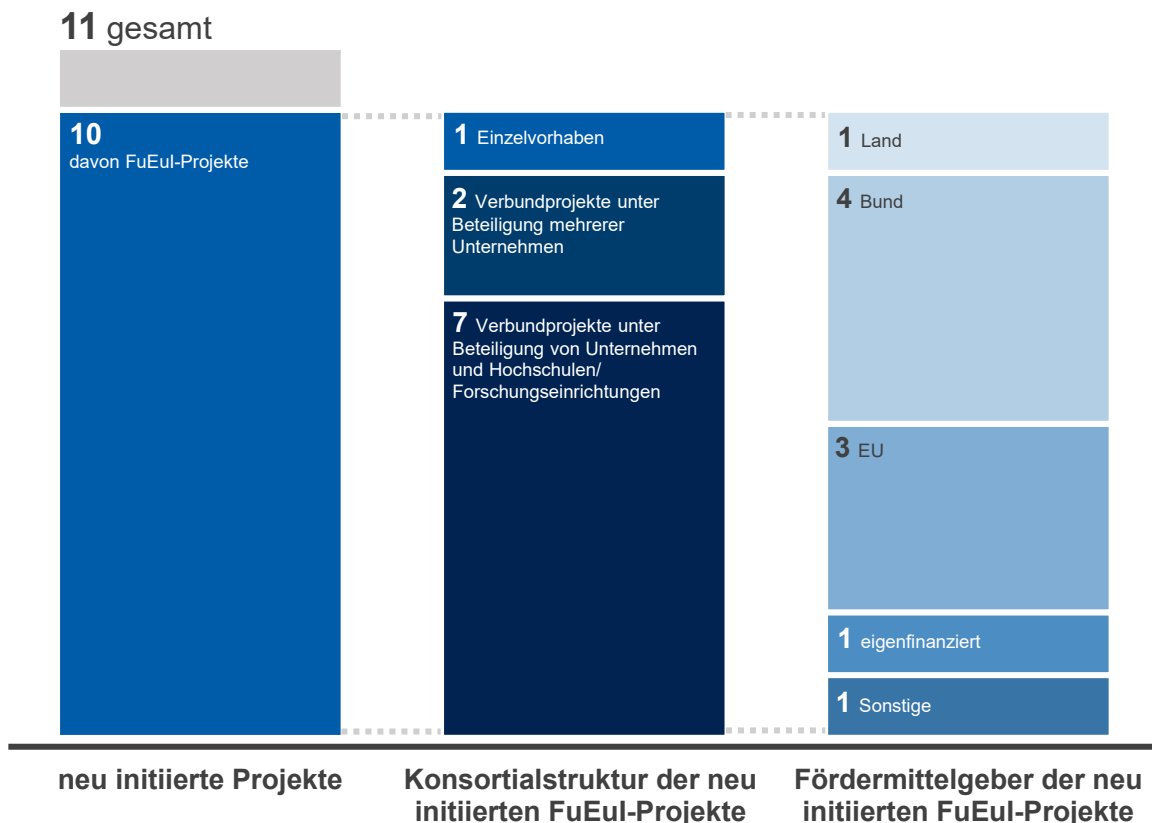 11 gesamt
10
davon FuEuI-Projekte
1 Einzelvorhaben
2 Verbundprojekte unter
Beteiligung mehrerer
Unternehmen
7 Verbundprojekte unter
Beteiligung von Unternehmen
und Hochschulen/
Forschungseinrichtungen
1 Land
4 Bund
3 EU
1 eigenfinanziert
1 Sonstige
neu initiierte Projekte
Konsortialstruktur der neu
initiierten FuEuI-Projekte
Fördermittelgeber der neu
initiierten FuEuI-Projekte